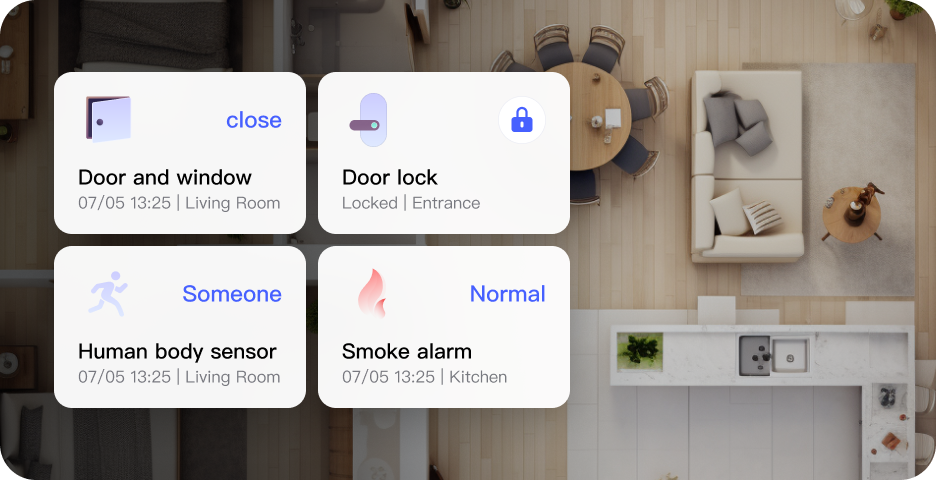 close
Door and window
07/05 13:25 | Living Room
Door lock
Locked | Entrance
Someone
Human body sensor
07/05 13:25 | Living Room
Normal
Smoke alarm
07/05 13:25 | Kitchen